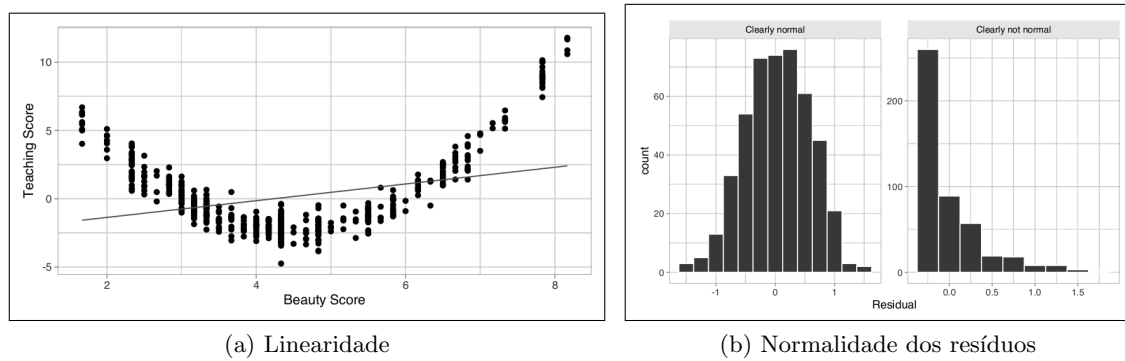 Teaching Score
10
5
0
-5
2
4
6
8
Beauty Score
(a) Linearidade
Clearly normal
Clearly not normal
count
60
40
20
0
-1
0
1
200
100
0
0.0
0.5
1.0
1.5
Residual
(b) Normalidade dos resíduos